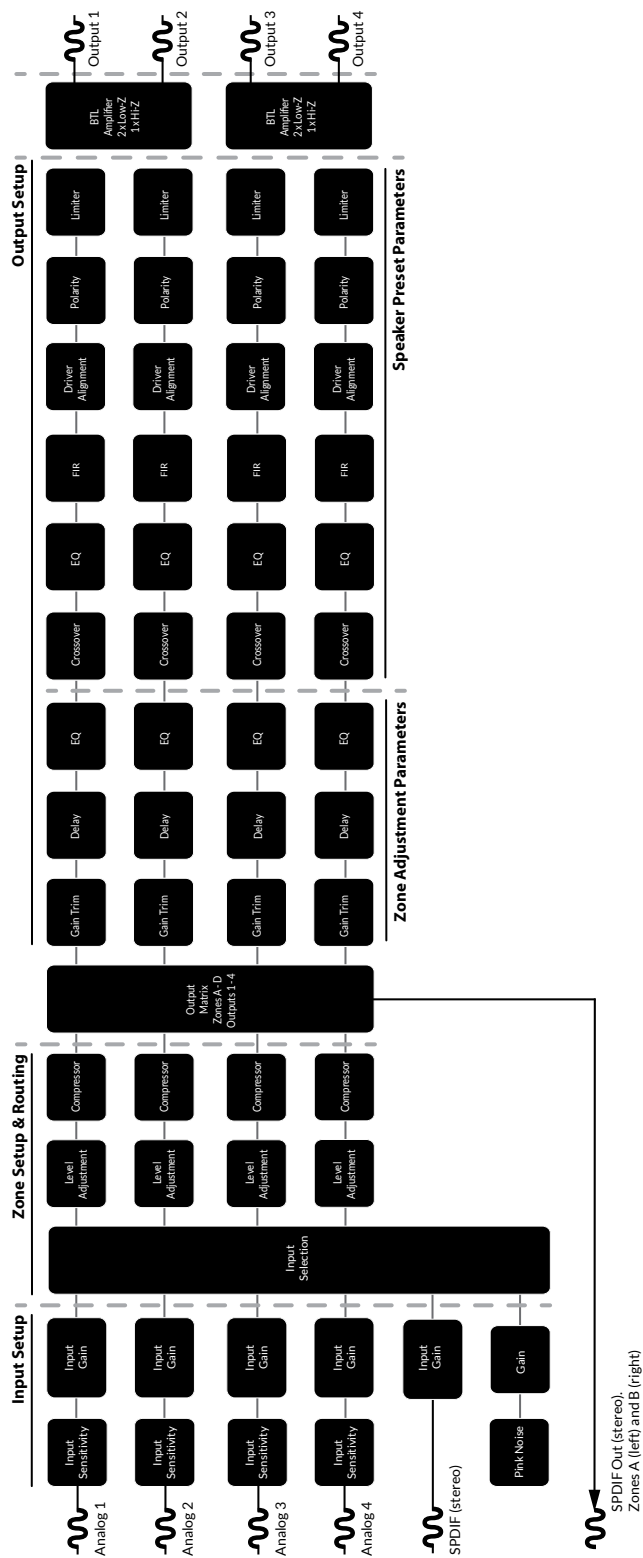 Input Setup
Zone Setup & Routing
Output Setup
Analog 1
Input
Sensitivity
Input
Gain
Analog 2
Input
Sensitivity
Input
Gain
Analog 3
Input
Sensitivity
Input
Gain
Analog 4
Input
Sensitivity
Input
Gain
SPDIF (stereo)
Input
Gain
Pink Noise
Gain
Input
Selection
Level
Adjustment
Compressor
Level
Adjustment
Compressor
Level
Adjustment
Compressor
Level
Adjustment
Compressor
Output
Matrix
Zones A - D
Outputs 1 - 4
Gain Trim
Delay
EQ
Crossover
EQ
FIR
Driver
Alignment
Polarity
Limiter
Gain Trim
Delay
EQ
Crossover
EQ
FIR
Driver
Alignment
Polarity
Limiter
Gain Trim
Delay
EQ
Crossover
EQ
FIR
Driver
Alignment
Polarity
Limiter
Gain Trim
Delay
EQ
Crossover
EQ
FIR
Driver
Alignment
Polarity
Limiter
BTL
Amplifier
2 x Low-Z
1 x Hi-Z
BTL
Amplifier
2 x Low-Z
1 x Hi-Z
Output 1
Output 2
Output 3
Output 4
Zone Adjustment Parameters
Speaker Preset Parameters
SPDIF Out (stereo).
Zones A (left) and B (right)